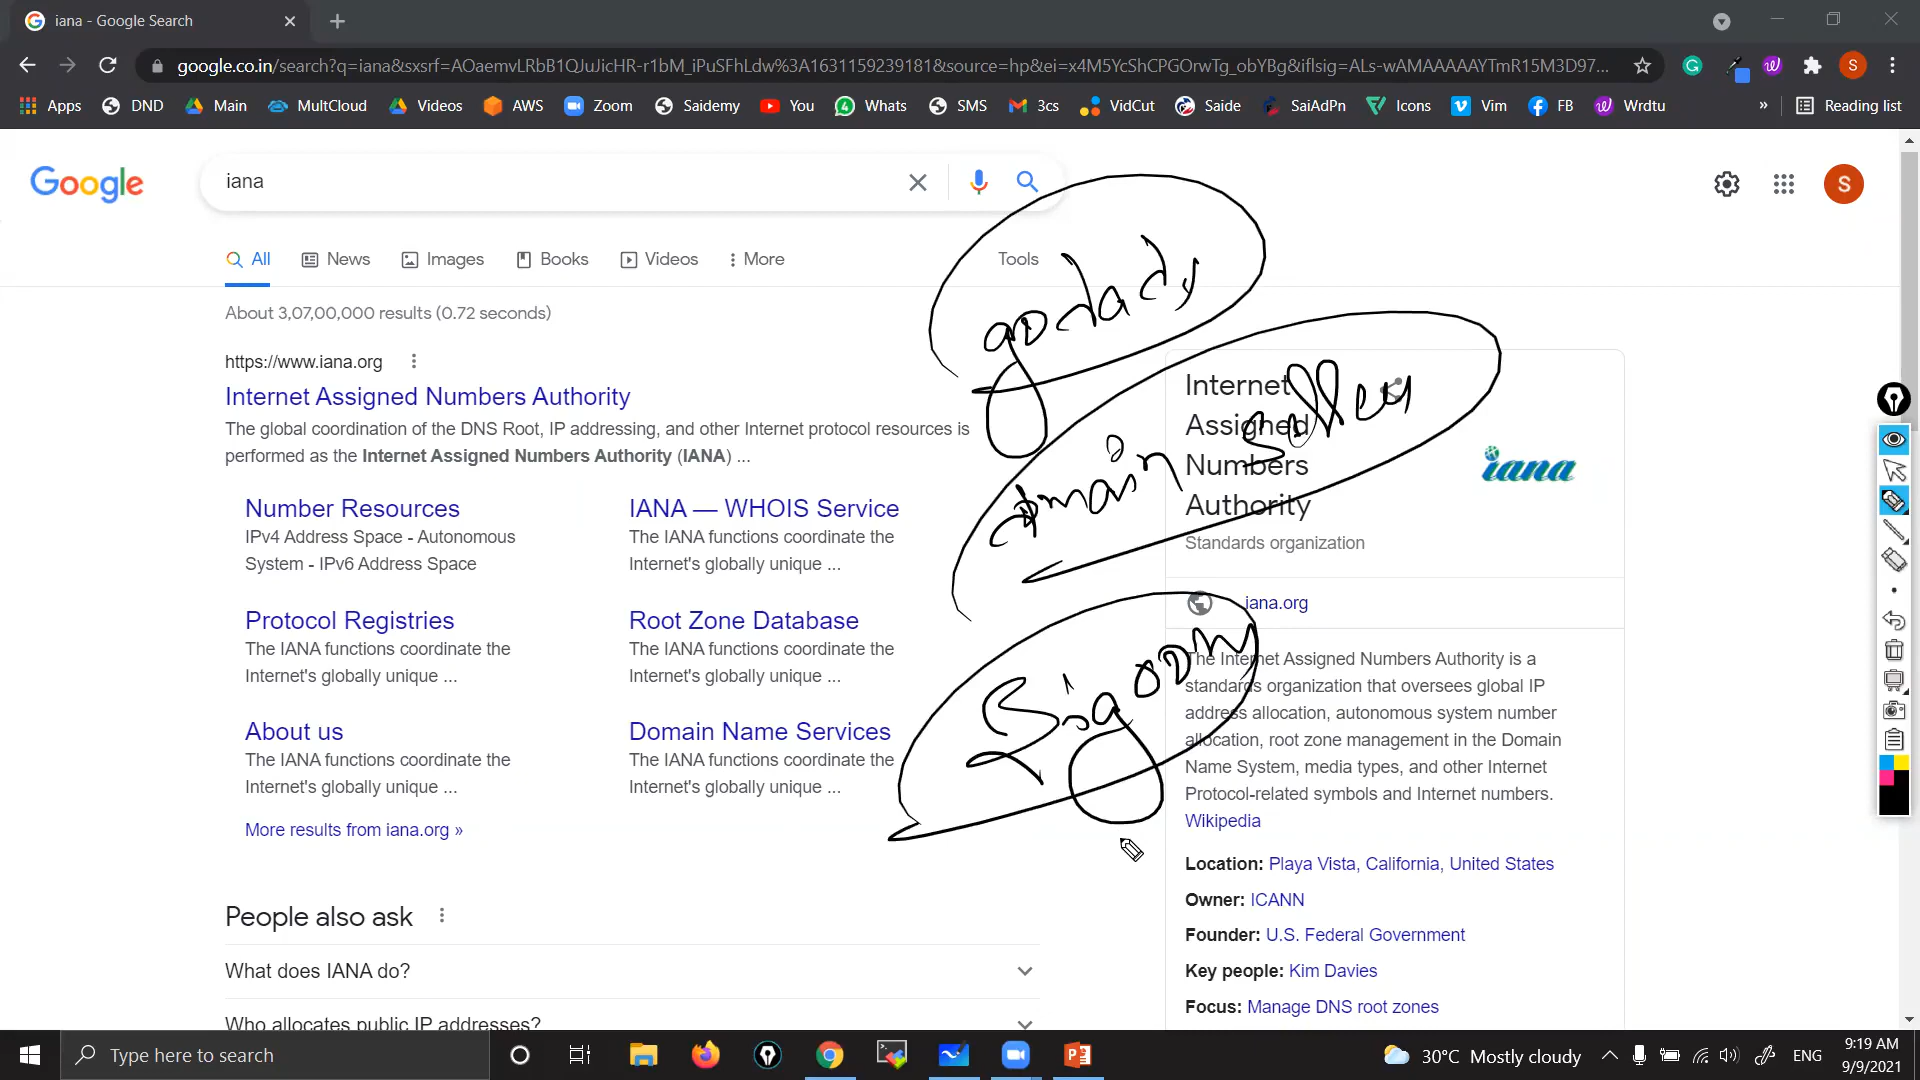 iana - Google Search
google.co.in/search?q=iana&sxsrf=AOaemvLRbB1QJuJicHR-r1bM_iPuSFhLdw%3A1631159239181&source=hp&ei=x4M5YcShCPGOrwTg_obYBg&iflsig=ALs-wAMAAAAAYTmR15M3D97...
Apps DND Main MultCloud Videos AWS Zoom Saidemy You Whats SMS 3cs VidCut Saide SaiAdPn Icons Vim FB Wrdtu » Reading list
Google
iana
S
All News Images Books Videos More Tools
About 3,07,00,000 results (0.72 seconds)
https://www.iana.org
Internet Assigned Numbers Authority
The global coordination of the DNS Root, IP addressing, and other Internet protocol resources is
performed as the Internet Assigned Numbers Authority (IANA) ...
Number Resources
IPv4 Address Space - Autonomous
System - IPv6 Address Space
IANA — WHOIS Service
The IANA functions coordinate the
Internet's globally unique ...
Protocol Registries
The IANA functions coordinate the
Internet's globally unique ...
Root Zone Database
The IANA functions coordinate the
Internet's globally unique ...
About us
The IANA functions coordinate the
Internet's globally unique ...
Domain Name Services
The IANA functions coordinate the
Internet's globally unique ...
More results from iana.org »
People also ask
What does IANA do?
Who allocates public IP addresses?
godady
domain
Internet
Assigned
Numbers
Authority
Standards organization
iana
iana.org
The Internet Assigned Numbers Authority is a
standards organization that oversees global IP
address allocation, autonomous system number
allocation, root zone management in the Domain
Name System, media types, and other Internet
Protocol-related symbols and Internet numbers.
Wikipedia
Location: Playa Vista, California, United States
Owner: ICANN
Founder: U.S. Federal Government
Key people: Kim Davies
Focus: Manage DNS root zones
Type here to search
30°C Mostly cloudy
ENG
9:19 AM
9/9/2021